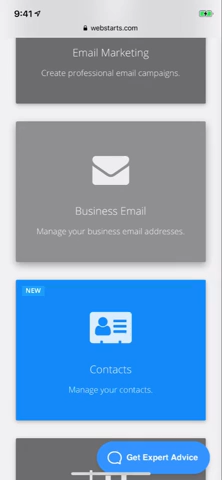 9:41
webstarts.com
Email Marketing
Create professional email campaigns.
Business Email
Manage your business email addresses.
NEW
Contacts
Manage your contacts.
Get Expert Advice